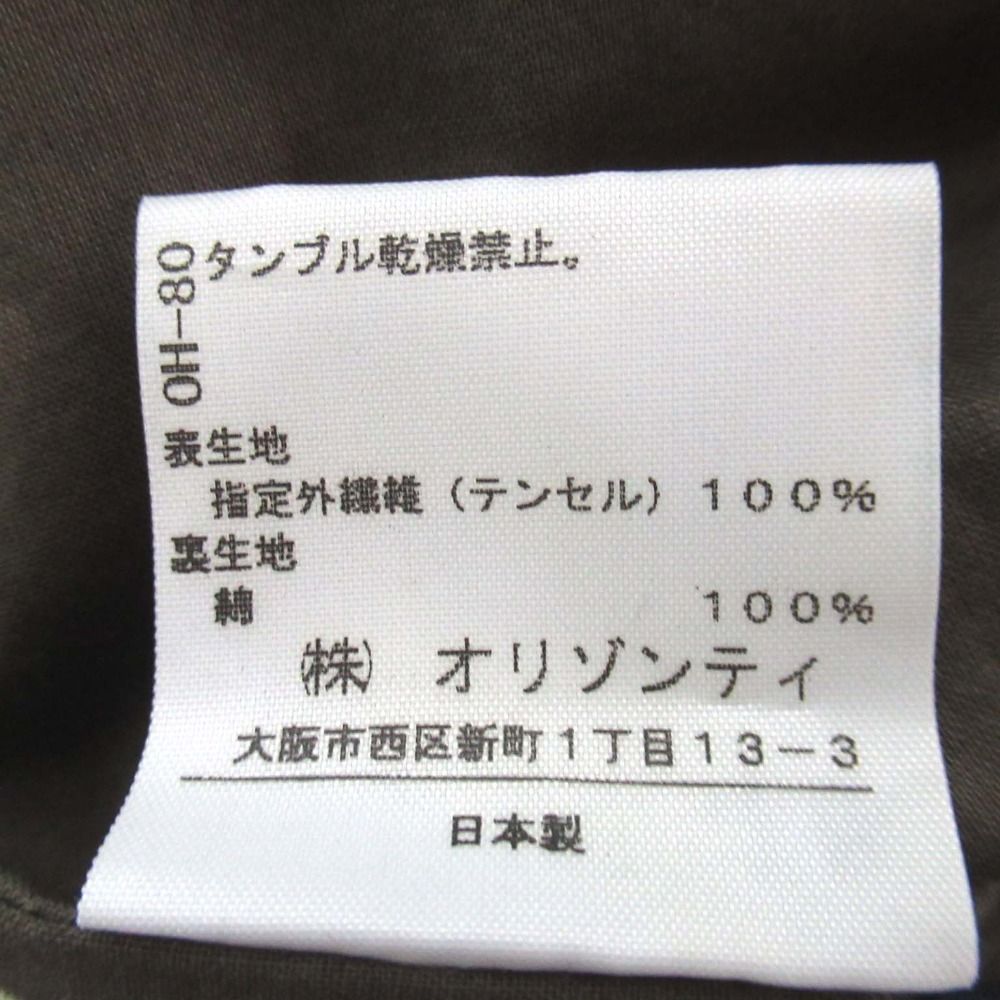 タンブル乾燥禁止。
OH-80
表生地
指定外繊維（テンセル）１００％
裏生地
綿 １００％
㈱ オリゾンティ
大阪市西区新町１丁目１３－３
日本製